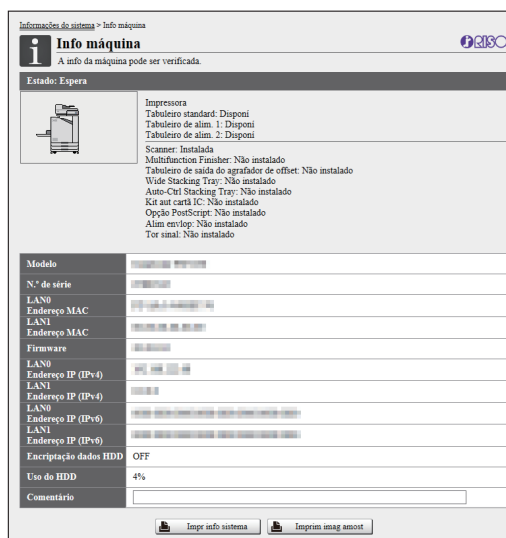 Informações do sistema > Info máquina
Info máquina
RISO
A info da máquina pode ser verificada.
Estado: Espera
Impressora
Tabuleiro standard: Disponí
Tabuleiro de alim. 1: Disponí
Tabuleiro de alim. 2: Disponí
Scanner: Instalada
Multifunction Finisher: Não instalado
Tabuleiro de saída do agrafador de offset: Não instalado
Wide Stacking Tray: Não instalado
Auto-Ctrl Stacking Tray: Não instalado
Kit aut cartã IC: Não instalado
Opção PostScript: Não instalado
Alim envlop: Não instalado
Tor sinal: Não instalado
Modelo
N.º de série
LAN0
Endereço MAC
LAN1
Endereço MAC
Firmware
LAN0
Endereço IP (IPv4)
LAN1
Endereço IP (IPv4)
LAN0
Endereço IP (IPv6)
LAN1
Endereço IP (IPv6)
Encriptação dados HDD OFF
Uso do HDD 4%
Comentário
Impr info sistema Imprim imag amost